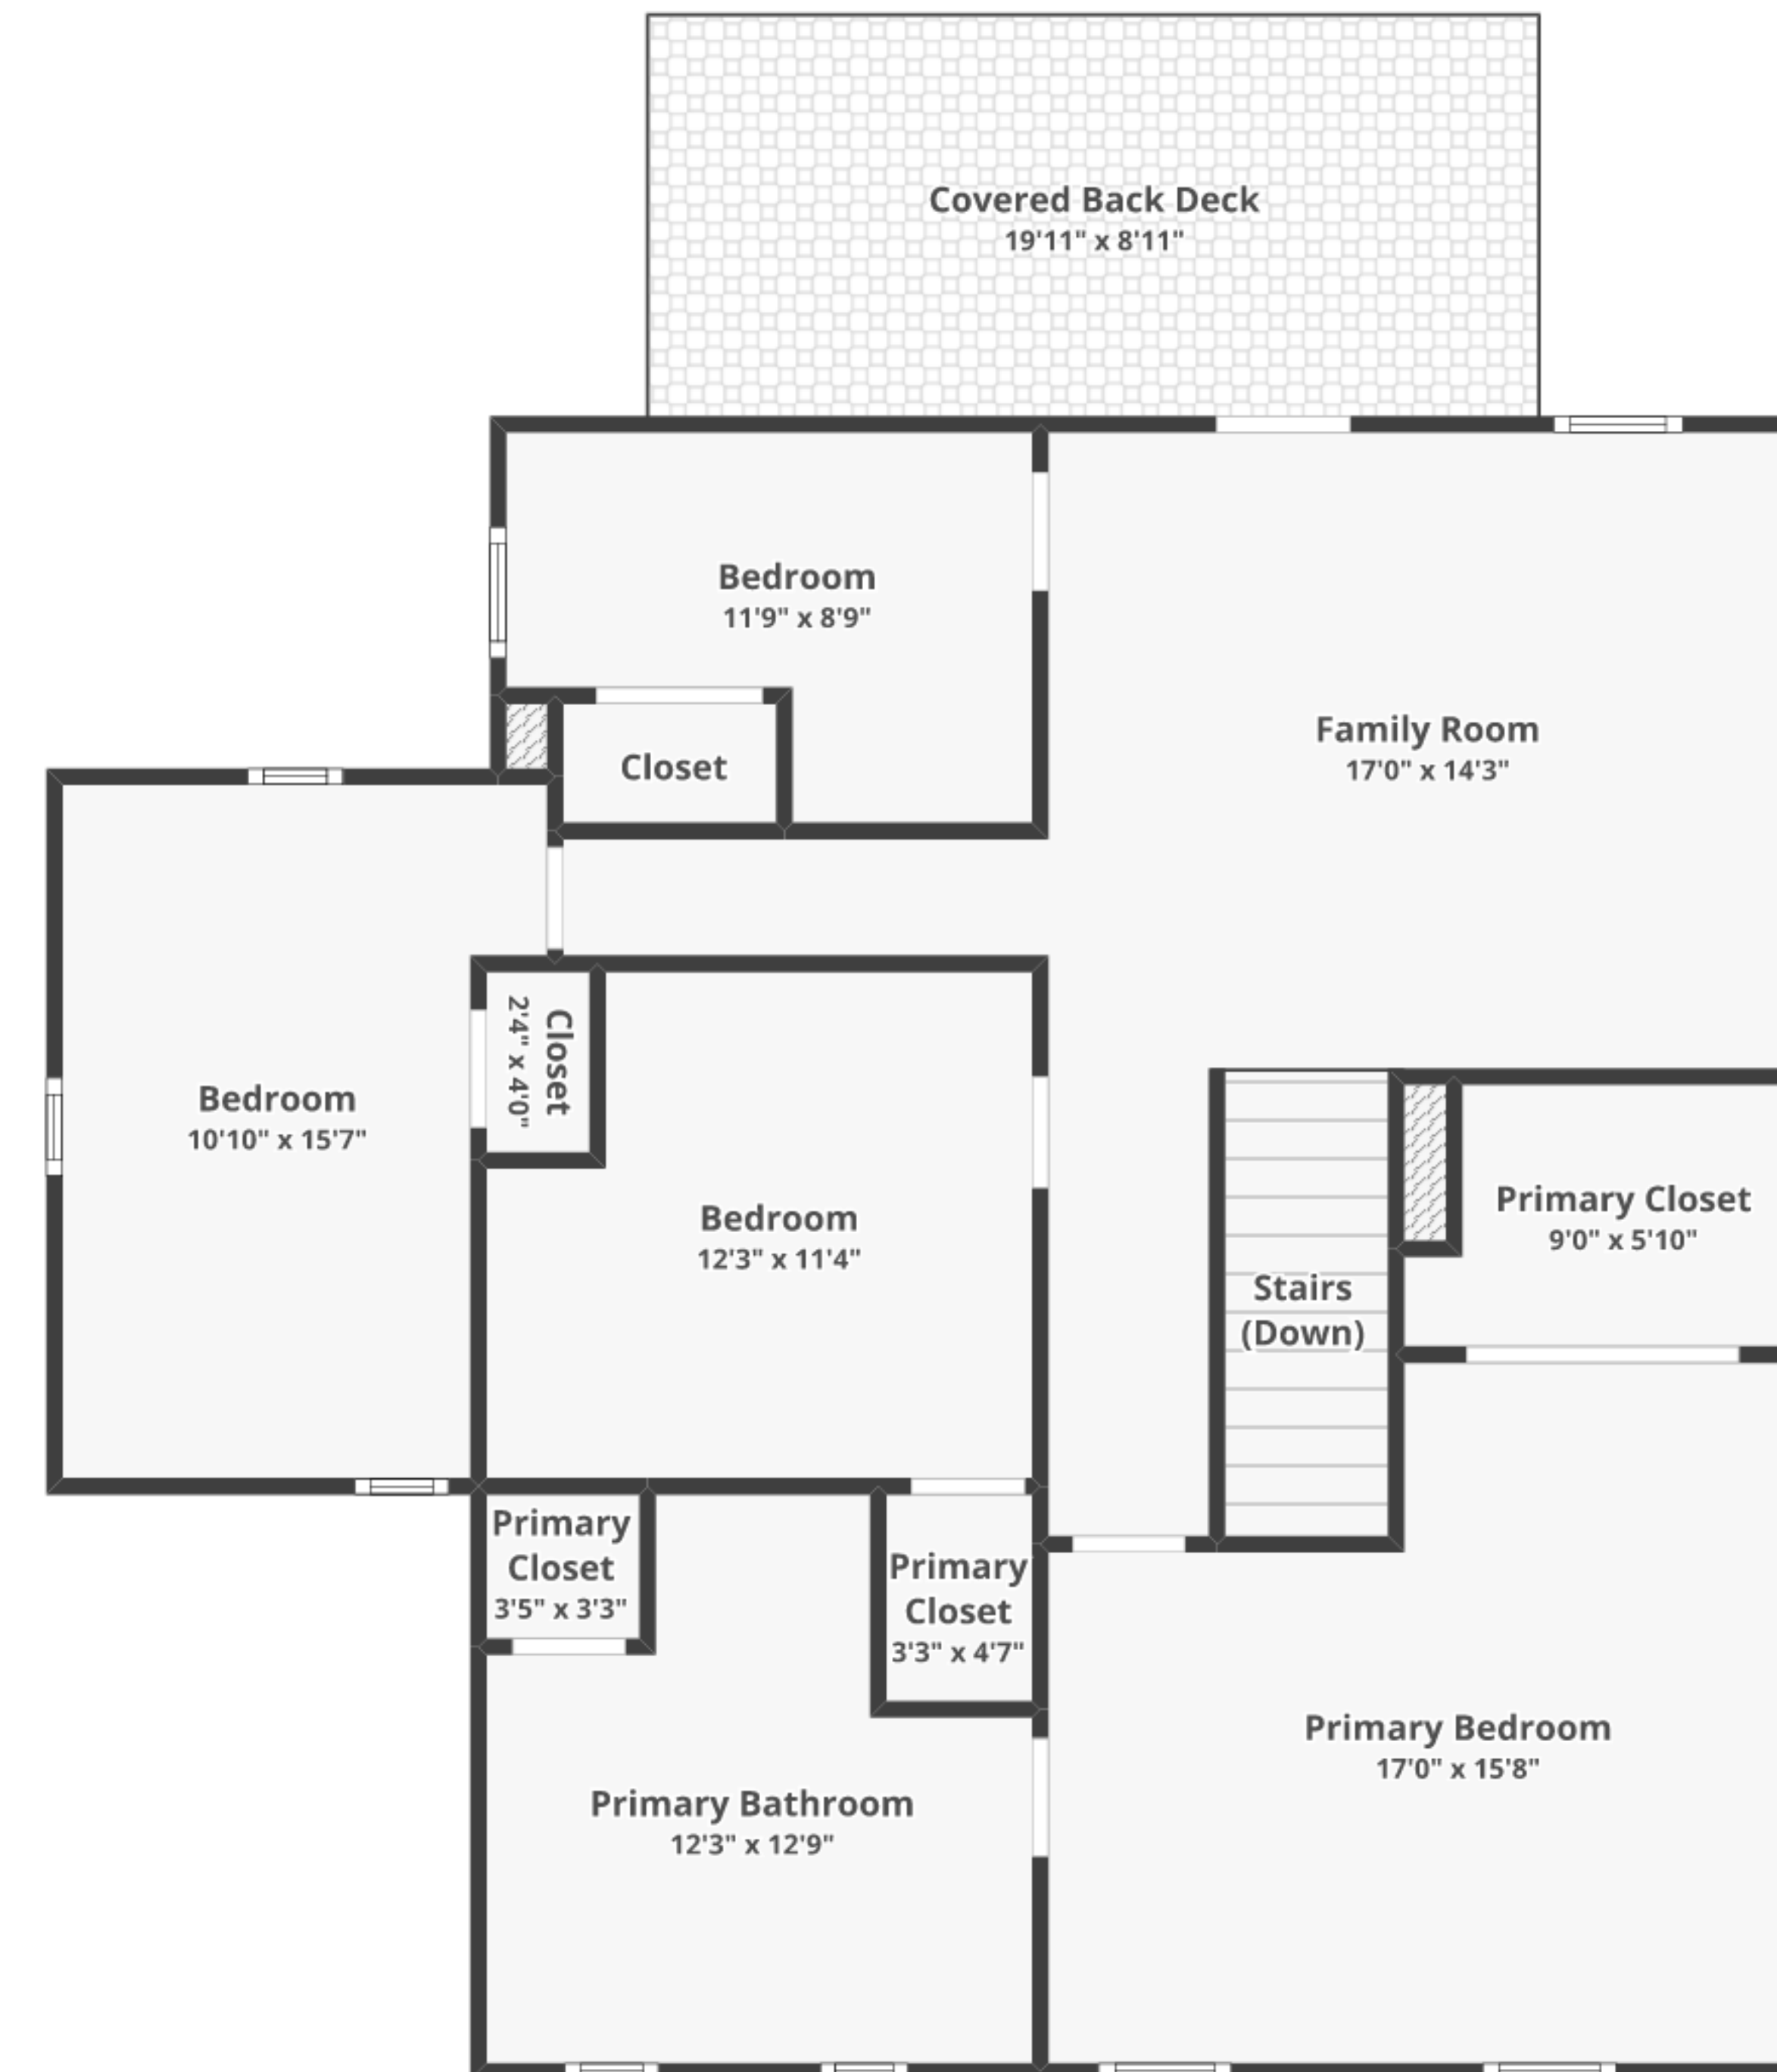 Covered Back Deck
19'11" x 8'11"
Bedroom
11'9" x 8'9"
Closet
Family Room
17'0" x 14'3"
Bedroom
10'10" x 15'7"
Closet
2'4" x 4'0"
Bedroom
12'3" x 11'4"
Stairs
(Down)
Primary Closet
9'0" x 5'10"
Primary
Closet
3'5" x 3'3"
Primary
Closet
3'3" x 4'7"
Primary Bedroom
17'0" x 15'8"
Primary Bathroom
12'3" x 12'9"